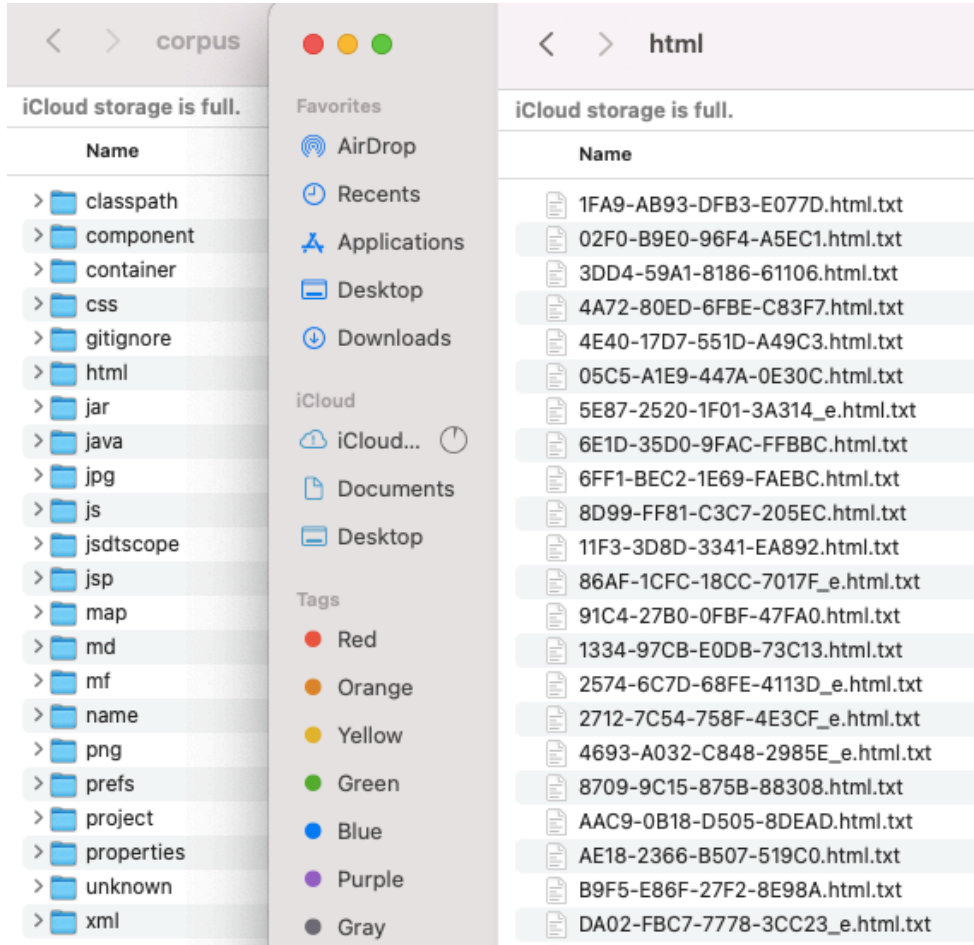 corpus
iCloud storage is full.
Name
classpath
component
container
css
gitignore
html
jar
java
jpg
js
jsdtscope
jsp
map
md
mf
name
png
prefs
project
properties
unknown
xml
Favorites
AirDrop
Recents
Applications
Desktop
Downloads
iCloud
iCloud...
Documents
Desktop
Tags
Red
Orange
Yellow
Green
Blue
Purple
Gray
html
iCloud storage is full.
Name
1FA9-AB93-DFB3-E077D.html.txt
02F0-B9E0-96F4-A5EC1.html.txt
3DD4-59A1-8186-61106.html.txt
4A72-80ED-6FBE-C83F7.html.txt
4E40-17D7-551D-A49C3.html.txt
05C5-A1E9-447A-0E30C.html.txt
5E87-2520-1F01-3A314_e.html.txt
6E1D-35D0-9FAC-FFBBC.html.txt
6FF1-BEC2-1E69-FAEBC.html.txt
8D99-FF81-C3C7-205EC.html.txt
11F3-3D8D-3341-EA892.html.txt
86AF-1CFC-18CC-7017F_e.html.txt
91C4-27B0-0FBF-47FA0.html.txt
1334-97CB-E0DB-73C13.html.txt
2574-6C7D-68FE-4113D_e.html.txt
2712-7C54-758F-4E3CF_e.html.txt
4693-A032-C848-2985E_e.html.txt
8709-9C15-875B-88308.html.txt
AAC9-0B18-D505-8DEAD.html.txt
AE18-2366-B507-519C0.html.txt
B9F5-E86F-27F2-8E98A.html.txt
DA02-FBC7-7778-3CC23_e.html.txt